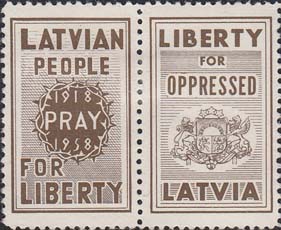 LATVIAN
PEOPLE
1918
PRAY
1958
FOR
LIBERTY
LIBERTY
FOR
OPPRESSED
LATVIA